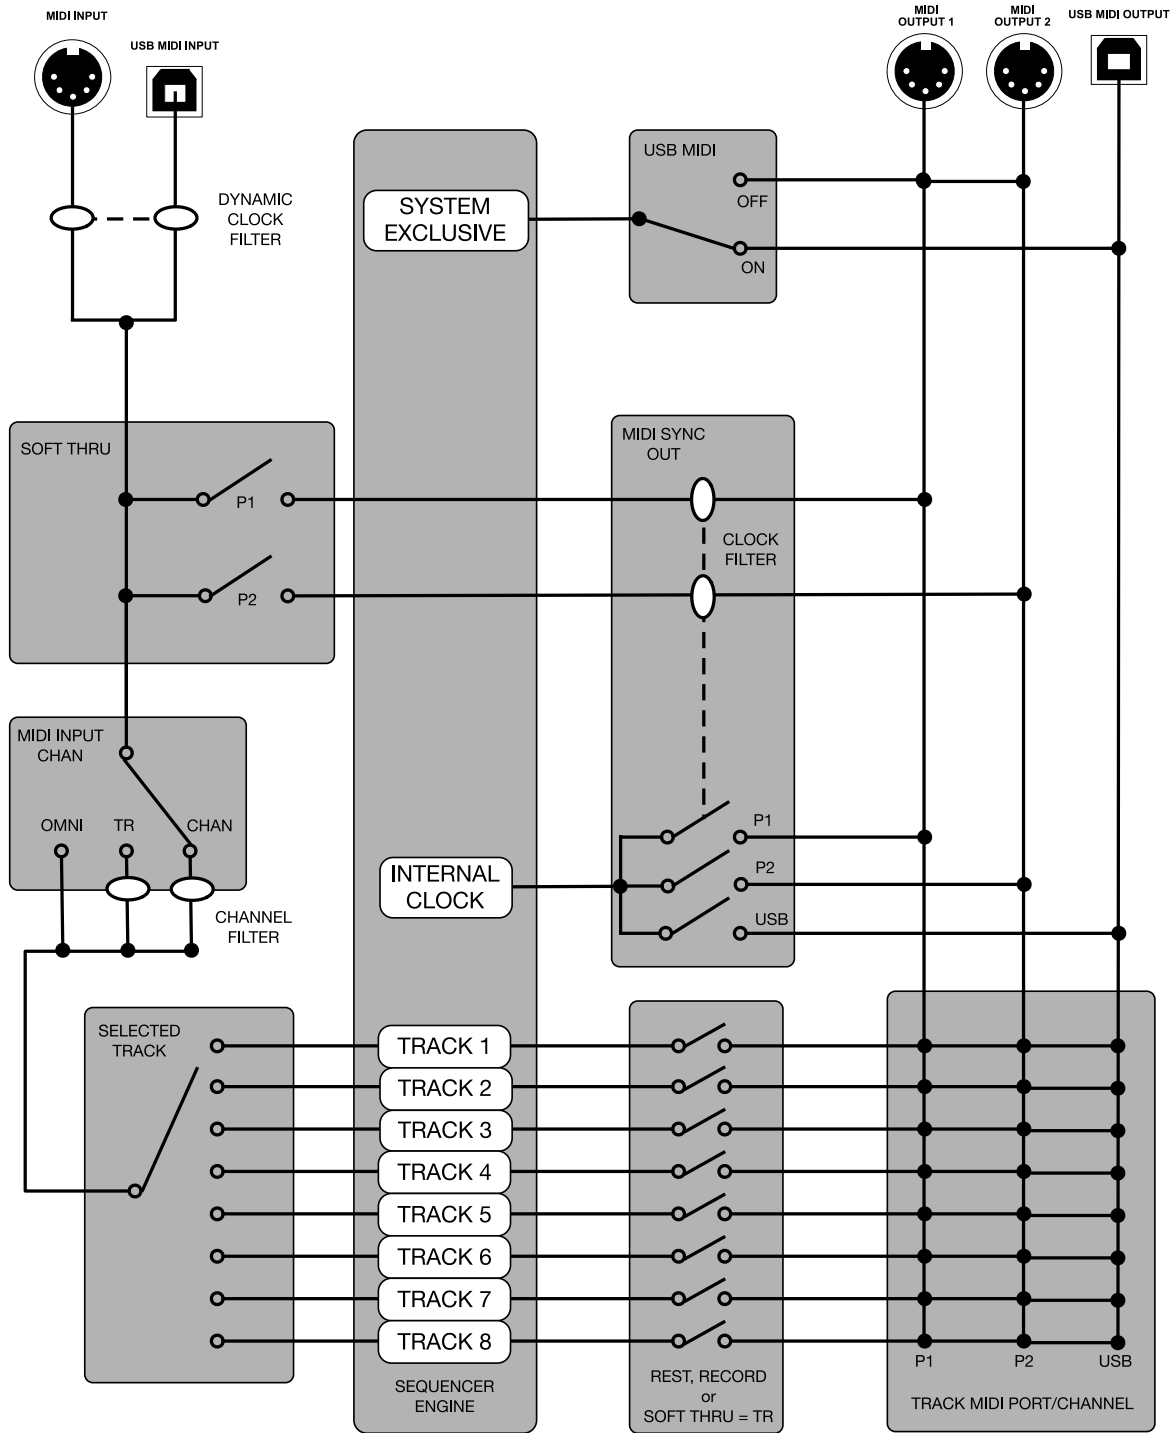 MIDI INPUT
USB MIDI INPUT
MIDI
OUTPUT 1
MIDI
OUTPUT 2
USB MIDI OUTPUT
DYNAMIC
CLOCK
FILTER
SYSTEM
EXCLUSIVE
USB MIDI
OFF
ON
SOFT THRU
P1
P2
MIDI SYNC
OUT
CLOCK
FILTER
P1
P2
USB
MIDI INPUT
CHAN
OMNI
TR
CHAN
CHANNEL
FILTER
INTERNAL
CLOCK
SELECTED
TRACK
TRACK 1
TRACK 2
TRACK 3
TRACK 4
TRACK 5
TRACK 6
TRACK 7
TRACK 8
SEQUENCER
ENGINE
REST, RECORD
or
SOFT THRU = TR
P1
P2
USB
TRACK MIDI PORT/CHANNEL